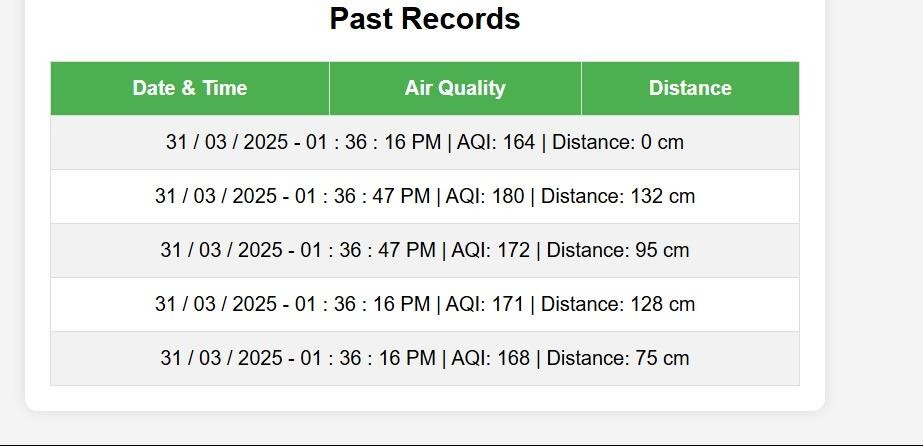 Past Records
Date & Time Air Quality Distance
31 / 03 / 2025 - 01 : 36 : 16 PM | AQI: 164 | Distance: 0 cm
31 / 03 / 2025 - 01 : 36 : 47 PM | AQI: 180 | Distance: 132 cm
31 / 03 / 2025 - 01 : 36 : 47 PM | AQI: 172 | Distance: 95 cm
31 / 03 / 2025 - 01 : 36 : 16 PM | AQI: 171 | Distance: 128 cm
31 / 03 / 2025 - 01 : 36 : 16 PM | AQI: 168 | Distance: 75 cm